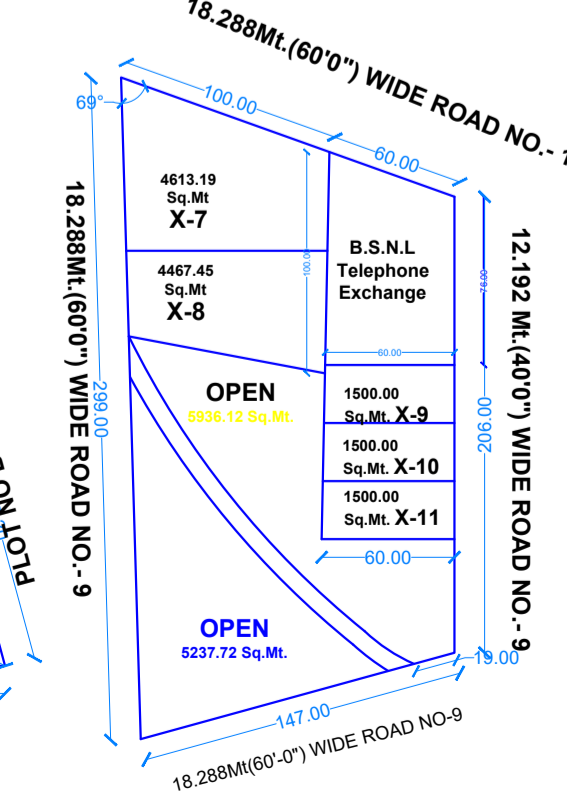 18.288Mt.(60'0") WIDE ROAD NO.- 1
69°
100.00
60.00
4613.19
Sq.Mt
X-7
4467.45
Sq.Mt
X-8
100.00
B.S.N.L
Telephone
Exchange
60.00
18.288Mt.(60'0") WIDE ROAD NO.- 9
299.00
OPEN
5936.12 Sq.Mt.
1500.00
Sq.Mt. X-9
1500.00
Sq.Mt. X-10
1500.00
Sq.Mt. X-11
60.00
206.00
12.192 Mt.(40'0") WIDE ROAD NO.- 9
PLOT NO
OPEN
5237.72 Sq.Mt.
19.00
147.00
18.288Mt(60'-0") WIDE ROAD NO-9